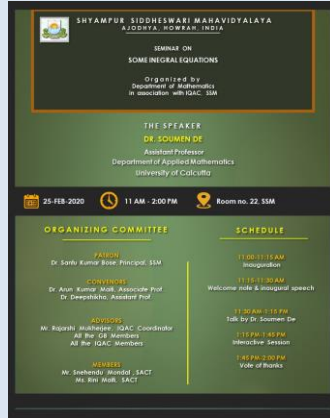 SHYAMPUR SIDDHESWARI MAHAVIDYALAYA
AJODHYA, HOWRAH, INDIA
SEMINAR ON
SOME INEGRAL EQUATIONS
Organized by
Department of Mathematics
in association with IQAC, SSM
THE SPEAKER
DR. SOUMEN DE
Assistant Professor
Department of Applied Mathematics
University of Calcutta
25-FEB-2020
11 AM - 2:00 PM
Room no. 22, SSM
ORGANIZING COMMITTEE
PATRON
Dr. Santu Kumar Bose, Principal, SSM
CONVENORS
Dr. Arun Kumar Maiti, Associate Prof
Dr. Deepshikha, Assistant Prof
ADVISORS
Mr. Rajarshi Mukherjee, IQAC Coordinator
All the GB Members
All the IQAC Members
MEMBERS
Mr. Snehendu Mondal, SACT
Ms. Rini Maiti, SACT
SCHEDULE
11:00-11:15 AM
Inauguration
11:15-11:30 AM
Welcome note & inaugural speech
11:30 AM-1:15 PM
Talk by Dr. Soumen De
1:15 PM-1:45 PM
Interactive Session
1:45 PM-2:00 PM
Vote of thanks